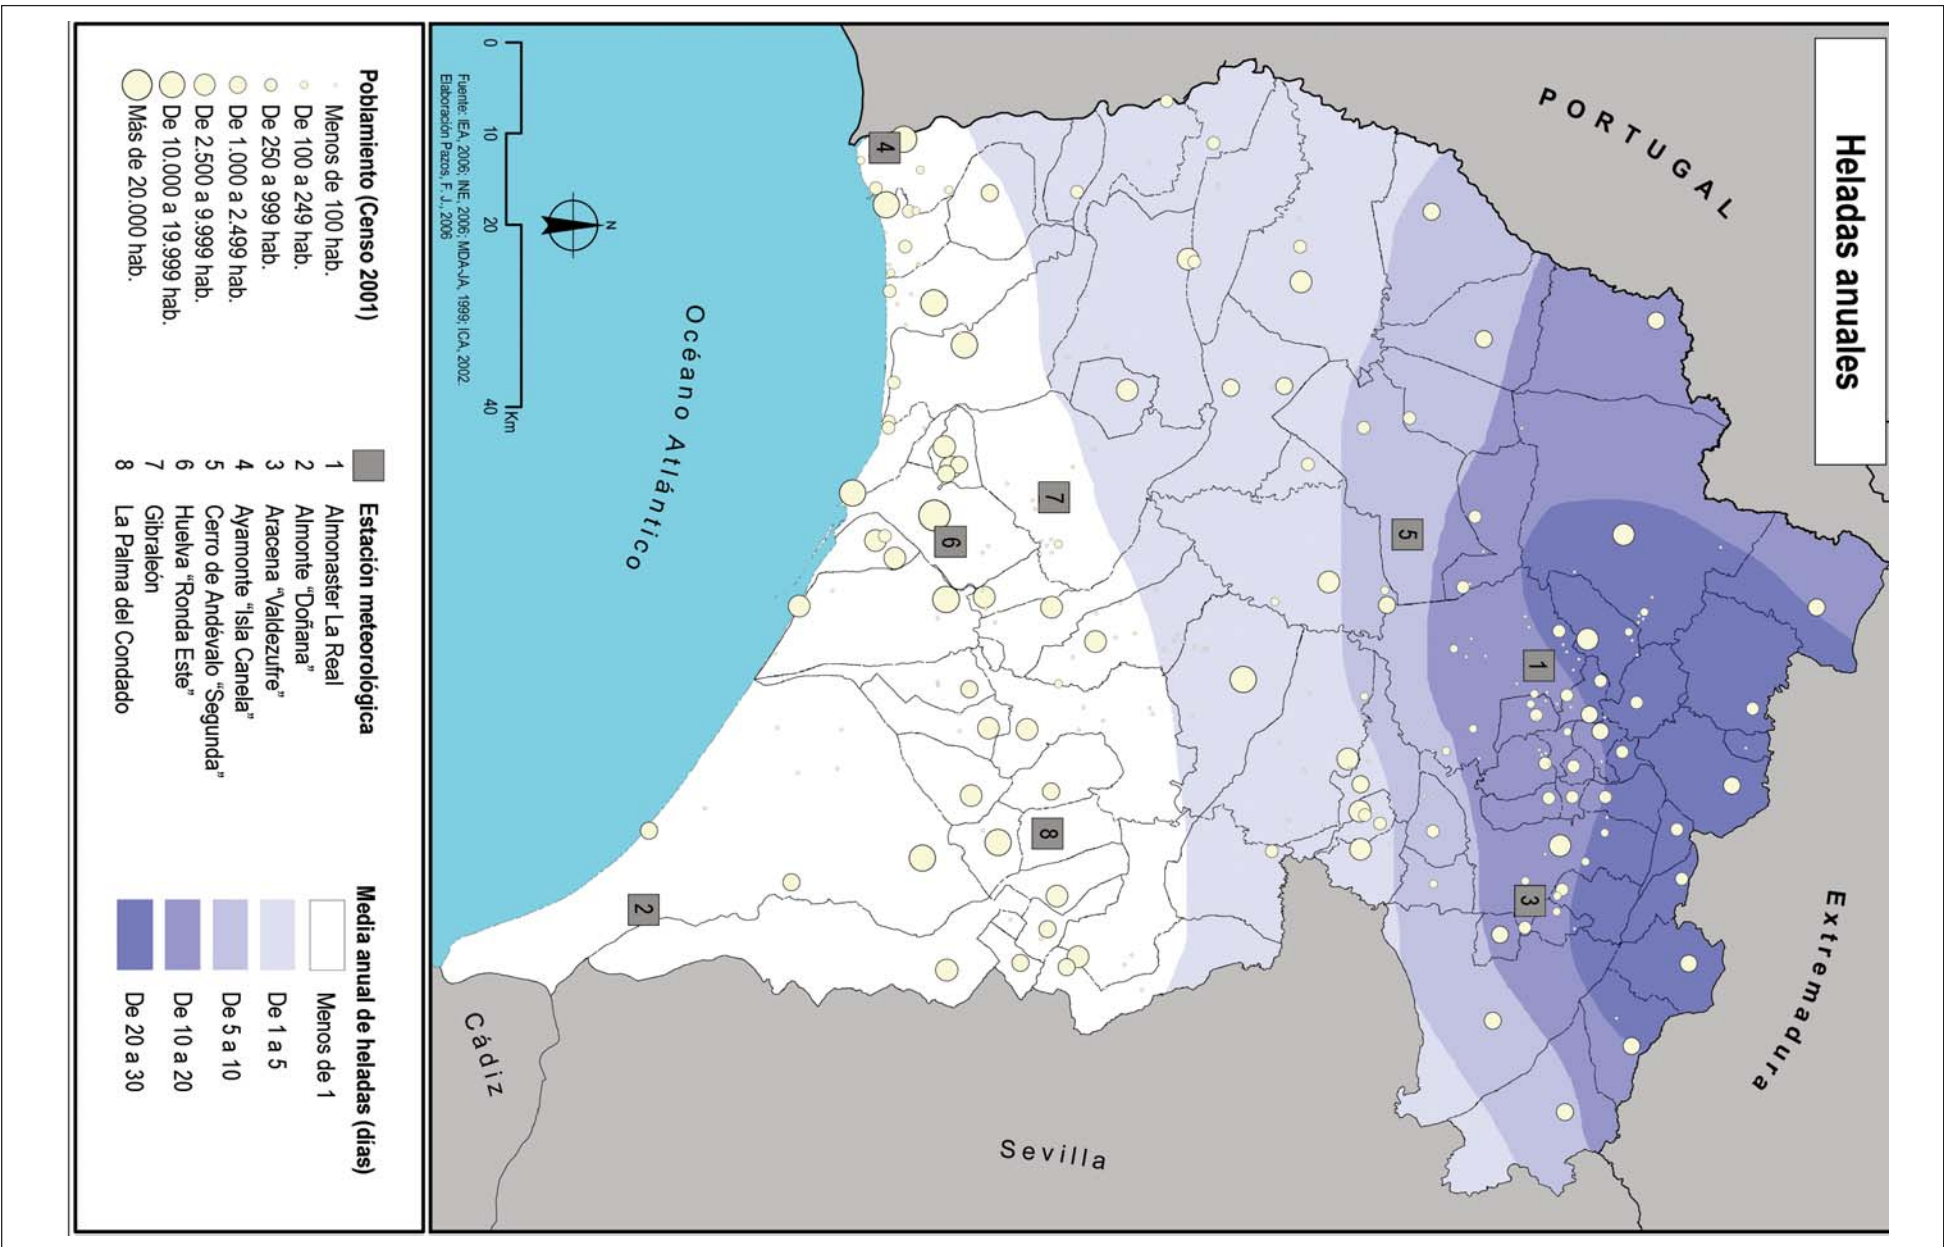 Heladas anuales
PORTUGAL
Extremadura
Sevilla
Cádiz
Océano Atlántico
1
2
3
4
5
6
7
8
N
0 10 20 40
Km
Fuente: IEA, 2006; INE, 2006; MDA-JA, 1999; ICA, 2002.
Elaboración Pazos, F. J., 2006
Poblamiento (Censo 2001)
Menos de 100 hab.
De 100 a 249 hab.
De 250 a 999 hab.
De 1.000 a 2.499 hab.
De 2.500 a 9.999 hab.
De 10.000 a 19.999 hab.
Más de 20.000 hab.
Estación meteorológica
1 Almonaster La Real
2 Almonte “Doñana”
3 Aracena “Valdezufre”
4 Ayamonte “Isla Canela”
5 Cerro de Andévalo “Segunda”
6 Huelva “Ronda Este”
7 Gibraleón
8 La Palma del Condado
Media anual de heladas (días)
Menos de 1
De 1 a 5
De 5 a 10
De 10 a 20
De 20 a 30